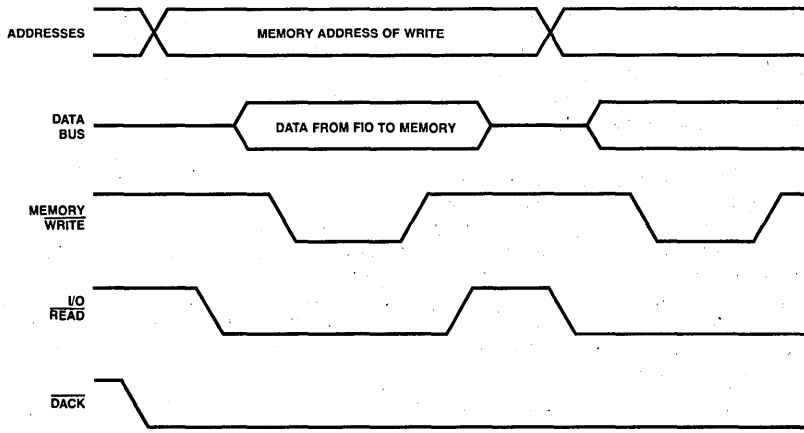 ADDRESSES
MEMORY ADDRESS OF WRITE
DATA
BUS
DATA FROM FIO TO MEMORY
MEMORY
WRITE
I/O
READ
DACK